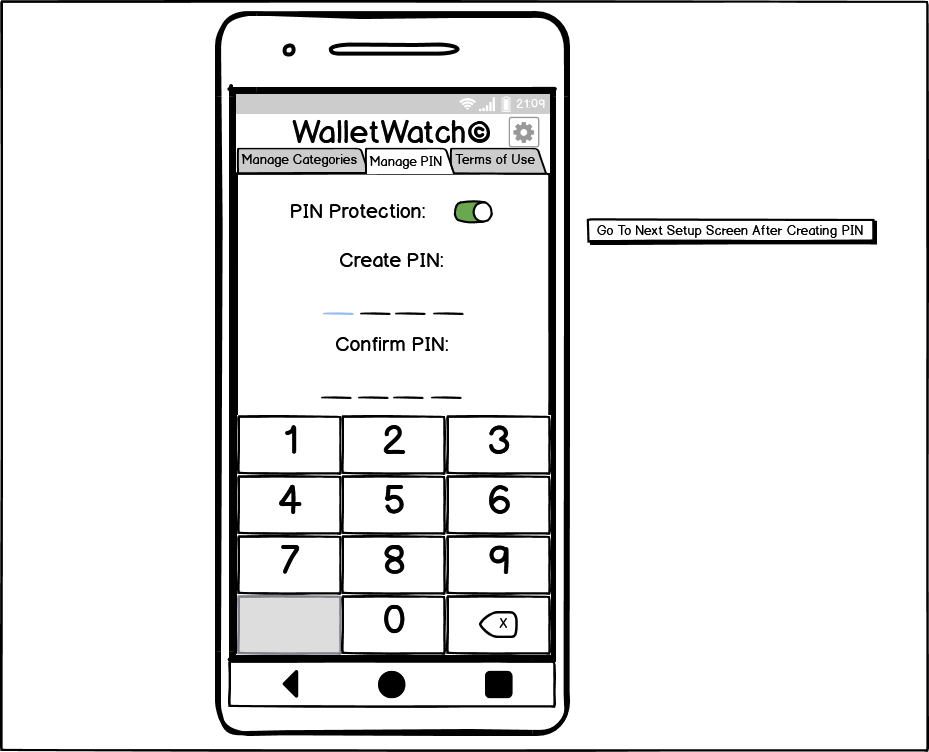 21:09
WalletWatch©
Manage Categories Manage PIN Terms of Use
PIN Protection:
Go To Next Setup Screen After Creating PIN
Create PIN:
Confirm PIN:
1 2 3
4 5 6
7 8 9
0 X